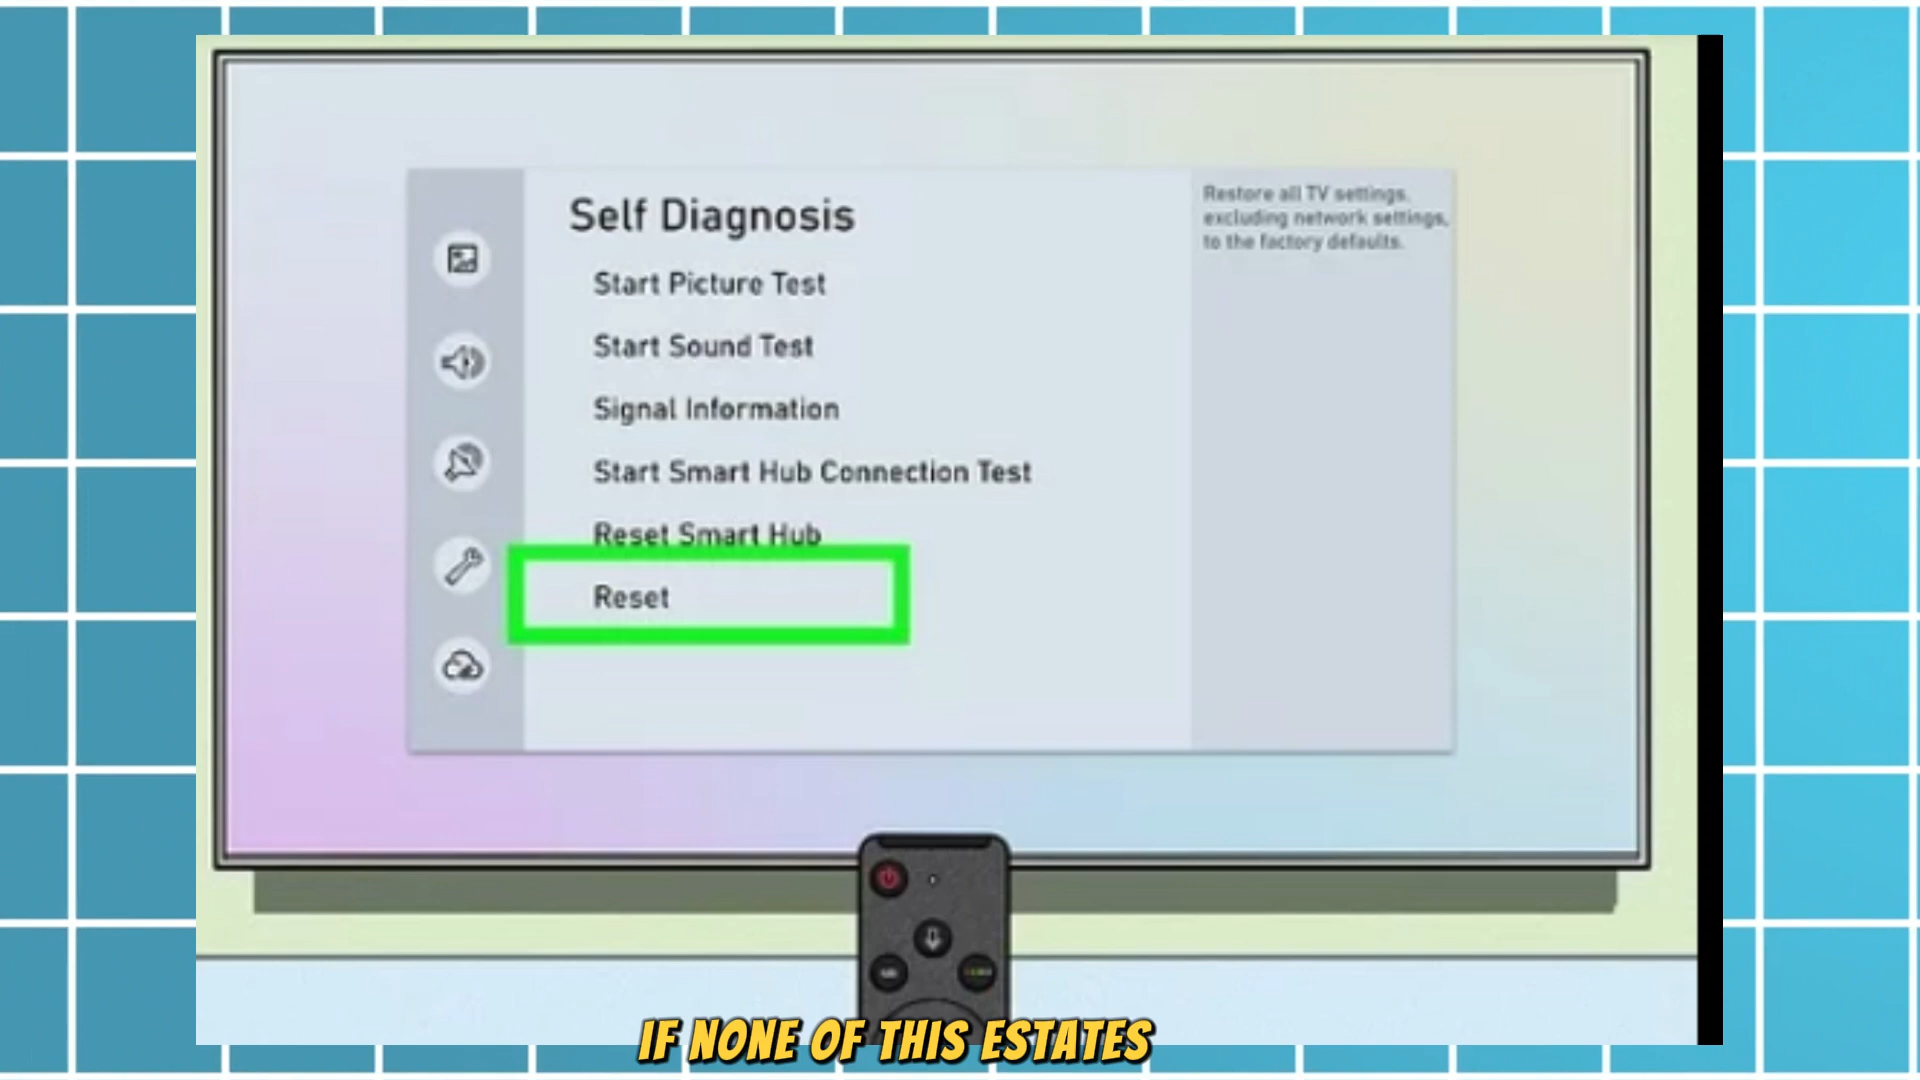 Self Diagnosis
Start Picture Test
Start Sound Test
Signal Information
Start Smart Hub Connection Test
Reset Smart Hub
Reset
Restore all TV settings,
excluding network settings,
to the factory defaults.
IF NONE OF THIS ESTATES